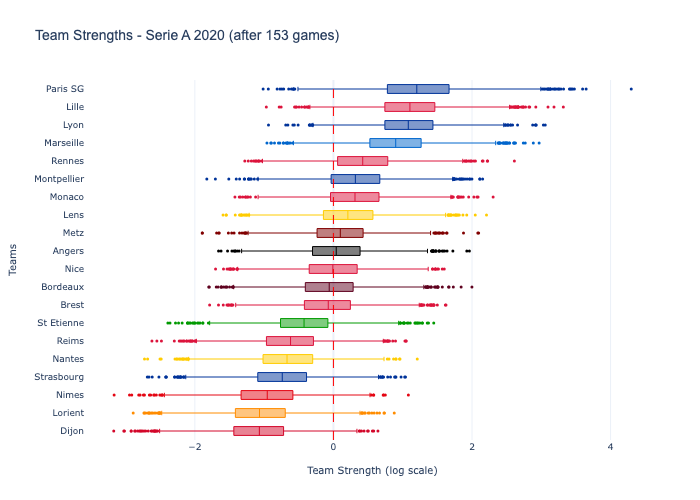 Team Strengths - Serie A 2020 (after 153 games)
Paris SG
Lille
Lyon
Marseille
Rennes
Montpellier
Monaco
Lens
Metz
Angers
Nice
Bordeaux
Brest
St Etienne
Reims
Nantes
Strasbourg
Nimes
Lorient
Dijon
Teams
−2 0 2 4
Team Strength (log scale)